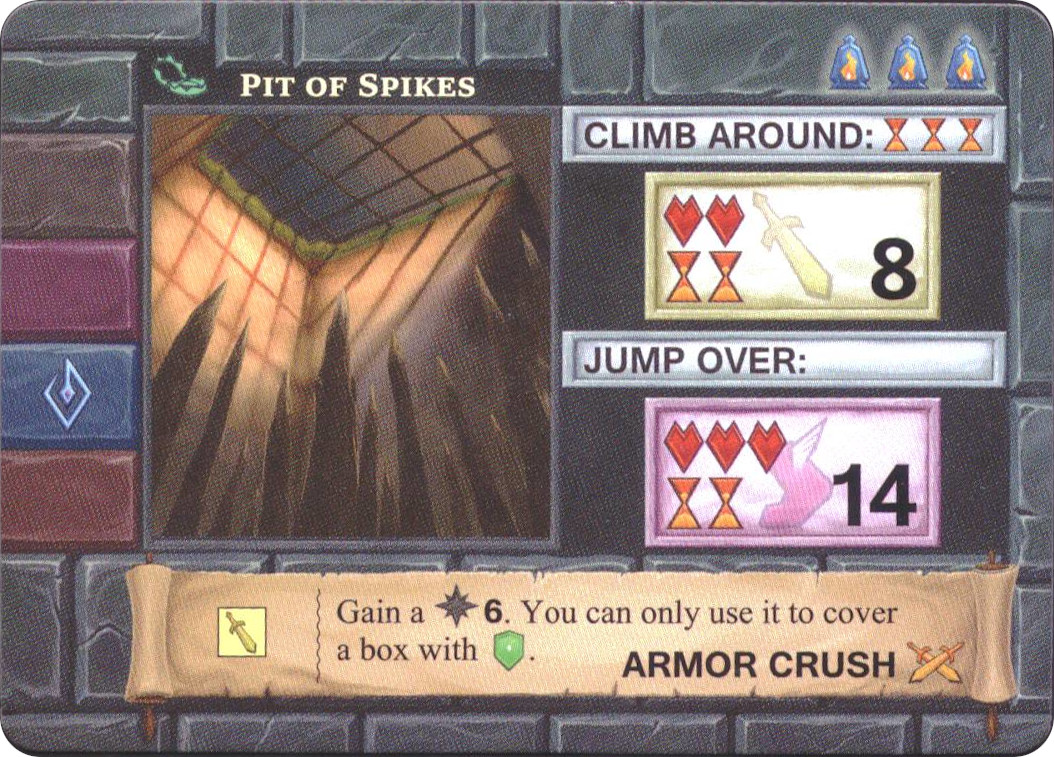 PIT OF SPIKES
CLIMB AROUND:
8
JUMP OVER:
14
Gain a 6. You can only use it to cover
a box with .
ARMOR CRUSH